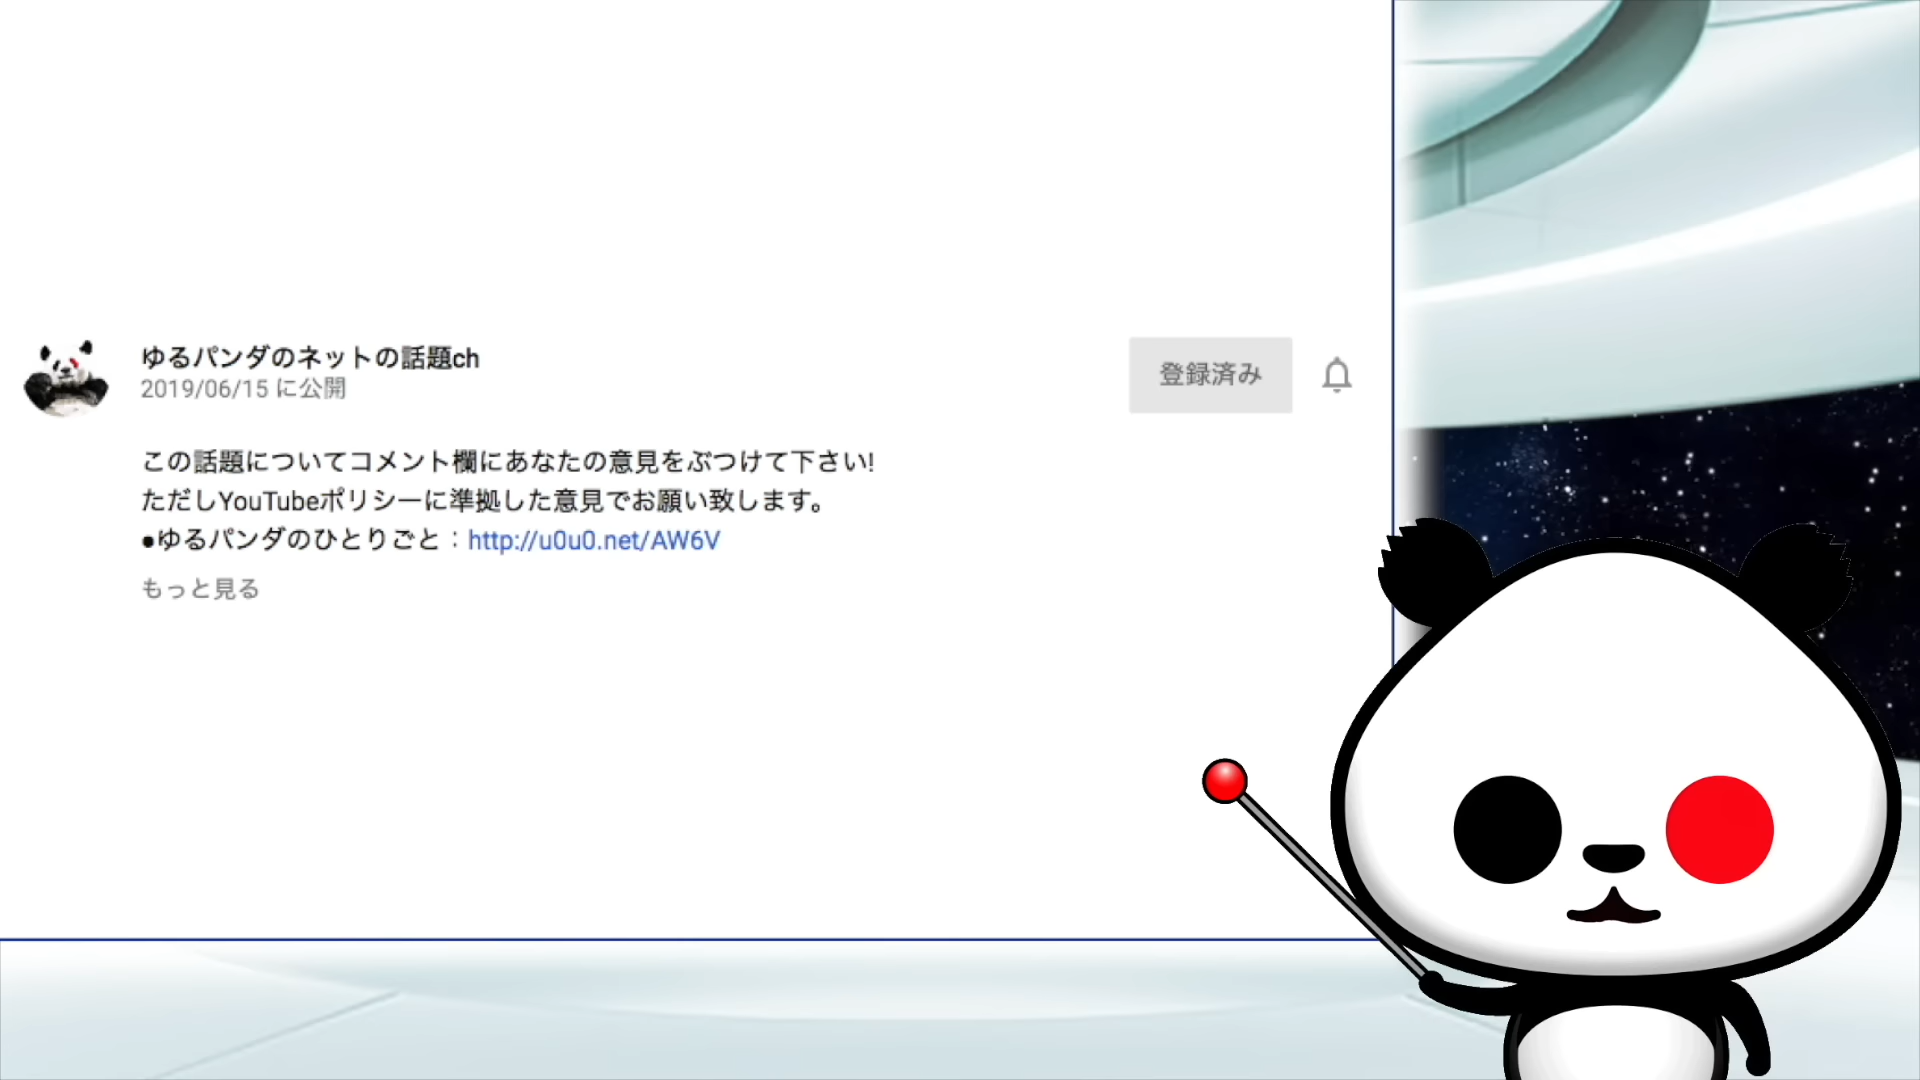 ゆるパンダのネットの話題ch
2019/06/15 に公開
登録済み
この話題についてコメント欄にあなたの意見をぶつけて下さい!
ただしYouTubeポリシーに準拠した意見でお願い致します。
●ゆるパンダのひとりごと：http://u0u0.net/AW6V
もっと見る